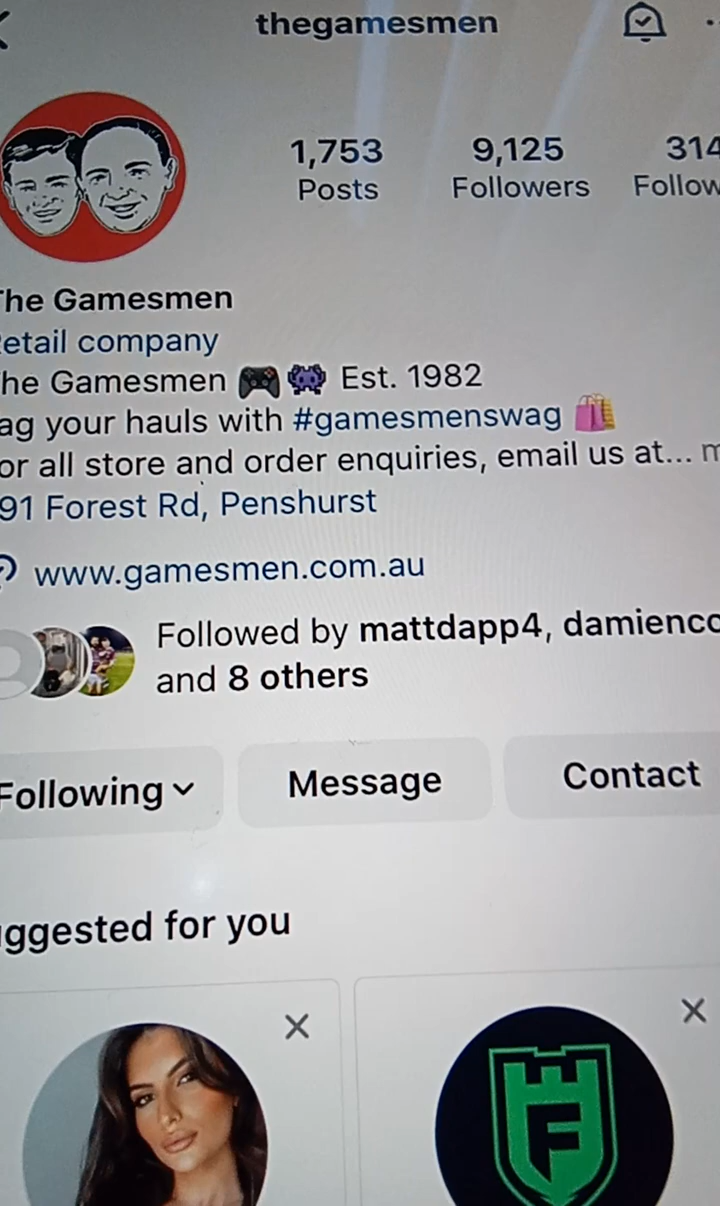 thegamesmen
1,753 9,125 314
Posts Followers Follow
he Gamesmen
etail company
he Gamesmen 🎮 👾 Est. 1982
ag your hauls with #gamesmenswag 🛍️
or all store and order enquiries, email us at... m
91 Forest Rd, Penshurst
www.gamesmen.com.au
Followed by mattdapp4, damienco
and 8 others
Following Message Contact
ggested for you
F